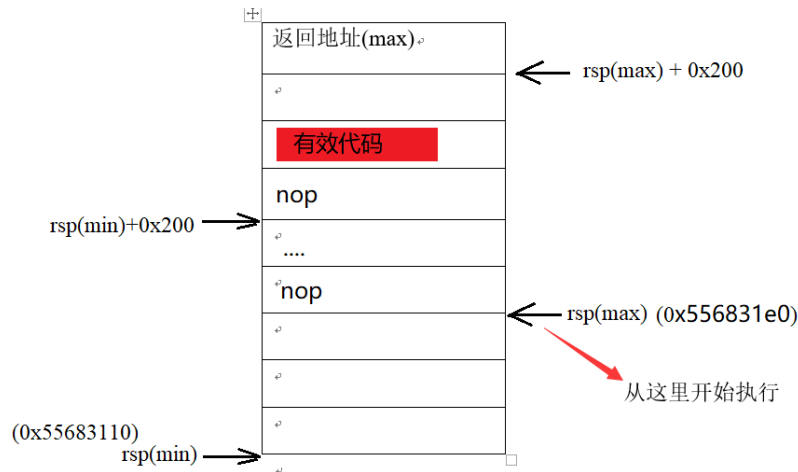 返回地址(max)
rsp(max) + 0x200
有效代码
nop
rsp(min)+0x200
....
nop
rsp(max) (0x556831e0)
从这里开始执行
(0x55683110)
rsp(min)